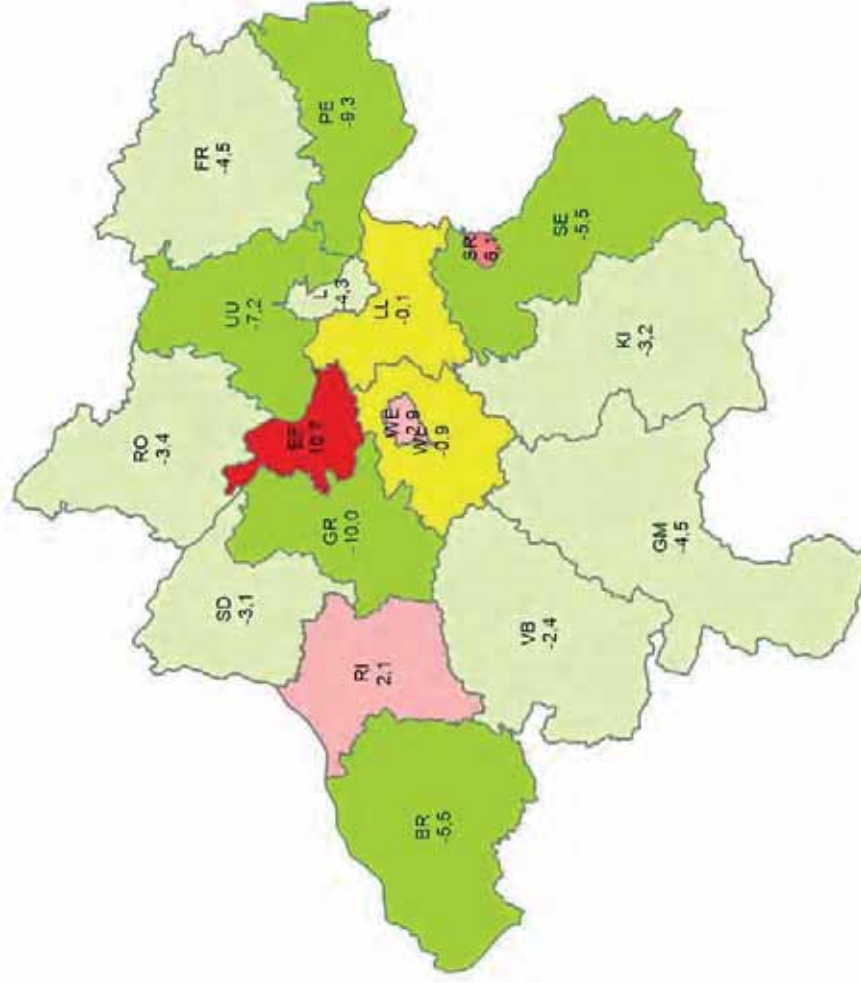 BR
-5,5
RI
2,1
SD
-3,1
VB
-2,4
GR
-10,0
RO
-3,4
EF
10,7
WE
2,9
WE
-0,9
GM
-4,5
UU
-7,2
L
-4,3
LL
-0,1
KI
-3,2
FR
-4,5
PE
-9,3
SR
SE
-5,5